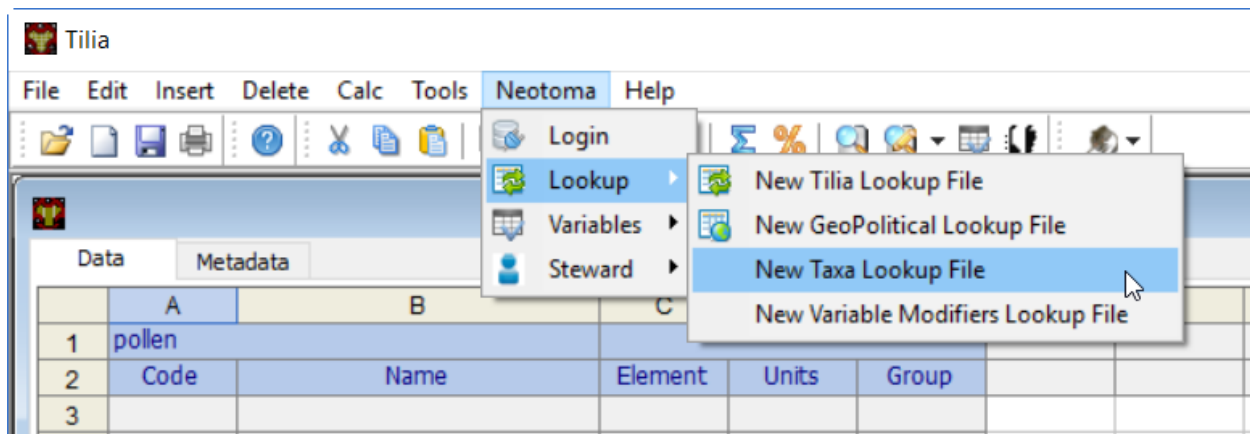 Tilia
File Edit Insert Delete Calc Tools Neotoma Help
Login
Lookup
New Tilia Lookup File
Variables
New GeoPolitical Lookup File
Data Metadata
Steward
New Taxa Lookup File
A B C
New Variable Modifiers Lookup File
1 pollen
2 Code Name Element Units Group
3